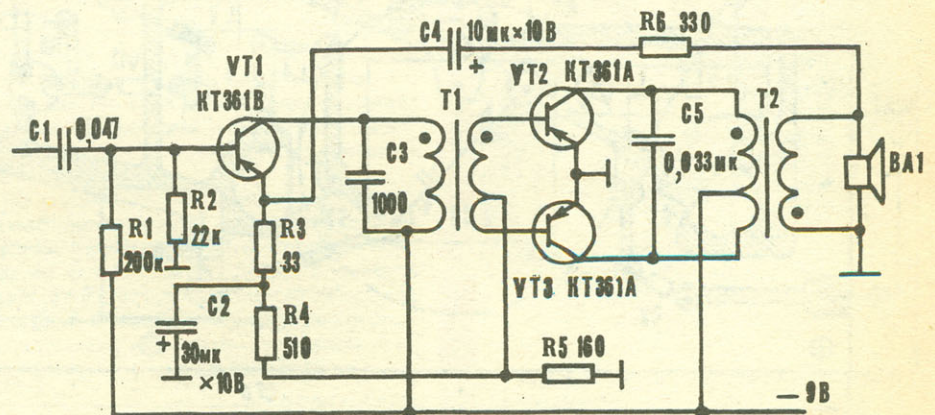 C4
10мк×10В
R6 330
VT1
КТ361В
VT2
КТ361А
T1
C5
T2
C1
0,047
C3
0,033мк
BA1
1000
R1
200к
R2
22к
R3
33
VT3 КТ361А
C2
30мк
×10В
R4
510
R5 160
—9В